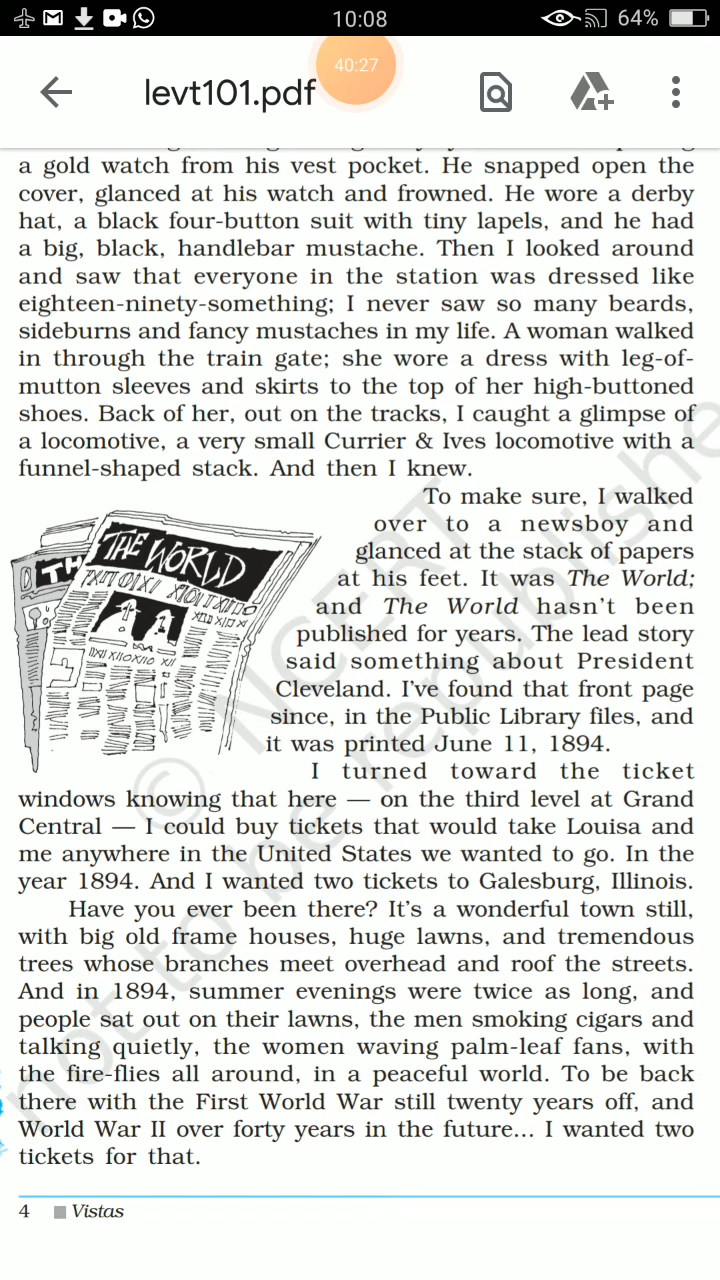 10:08
64%
levt101.pdf
40:27
a gold watch from his vest pocket. He snapped open the
cover, glanced at his watch and frowned. He wore a derby
hat, a black four-button suit with tiny lapels, and he had
a big, black, handlebar mustache. Then I looked around
and saw that everyone in the station was dressed like
eighteen-ninety-something; I never saw so many beards,
sideburns and fancy mustaches in my life. A woman walked
in through the train gate; she wore a dress with leg-of-
mutton sleeves and skirts to the top of her high-buttoned
shoes. Back of her, out on the tracks, I caught a glimpse of
a locomotive, a very small Currier & Ives locomotive with a
funnel-shaped stack. And then I knew.
To make sure, I walked
over to a newsboy and
glanced at the stack of papers
at his feet. It was The World;
and The World hasn't been
published for years. The lead story
said something about President
Cleveland. I've found that front page
since, in the Public Library files, and
it was printed June 11, 1894.
THE WORLD
TH
I turned toward the ticket
windows knowing that here — on the third level at Grand
Central — I could buy tickets that would take Louisa and
me anywhere in the United States we wanted to go. In the
year 1894. And I wanted two tickets to Galesburg, Illinois.
Have you ever been there? It's a wonderful town still,
with big old frame houses, huge lawns, and tremendous
trees whose branches meet overhead and roof the streets.
And in 1894, summer evenings were twice as long, and
people sat out on their lawns, the men smoking cigars and
talking quietly, the women waving palm-leaf fans, with
the fire-flies all around, in a peaceful world. To be back
there with the First World War still twenty years off, and
World War II over forty years in the future... I wanted two
tickets for that.
4 Vistas
© NCERT
not to be republishe